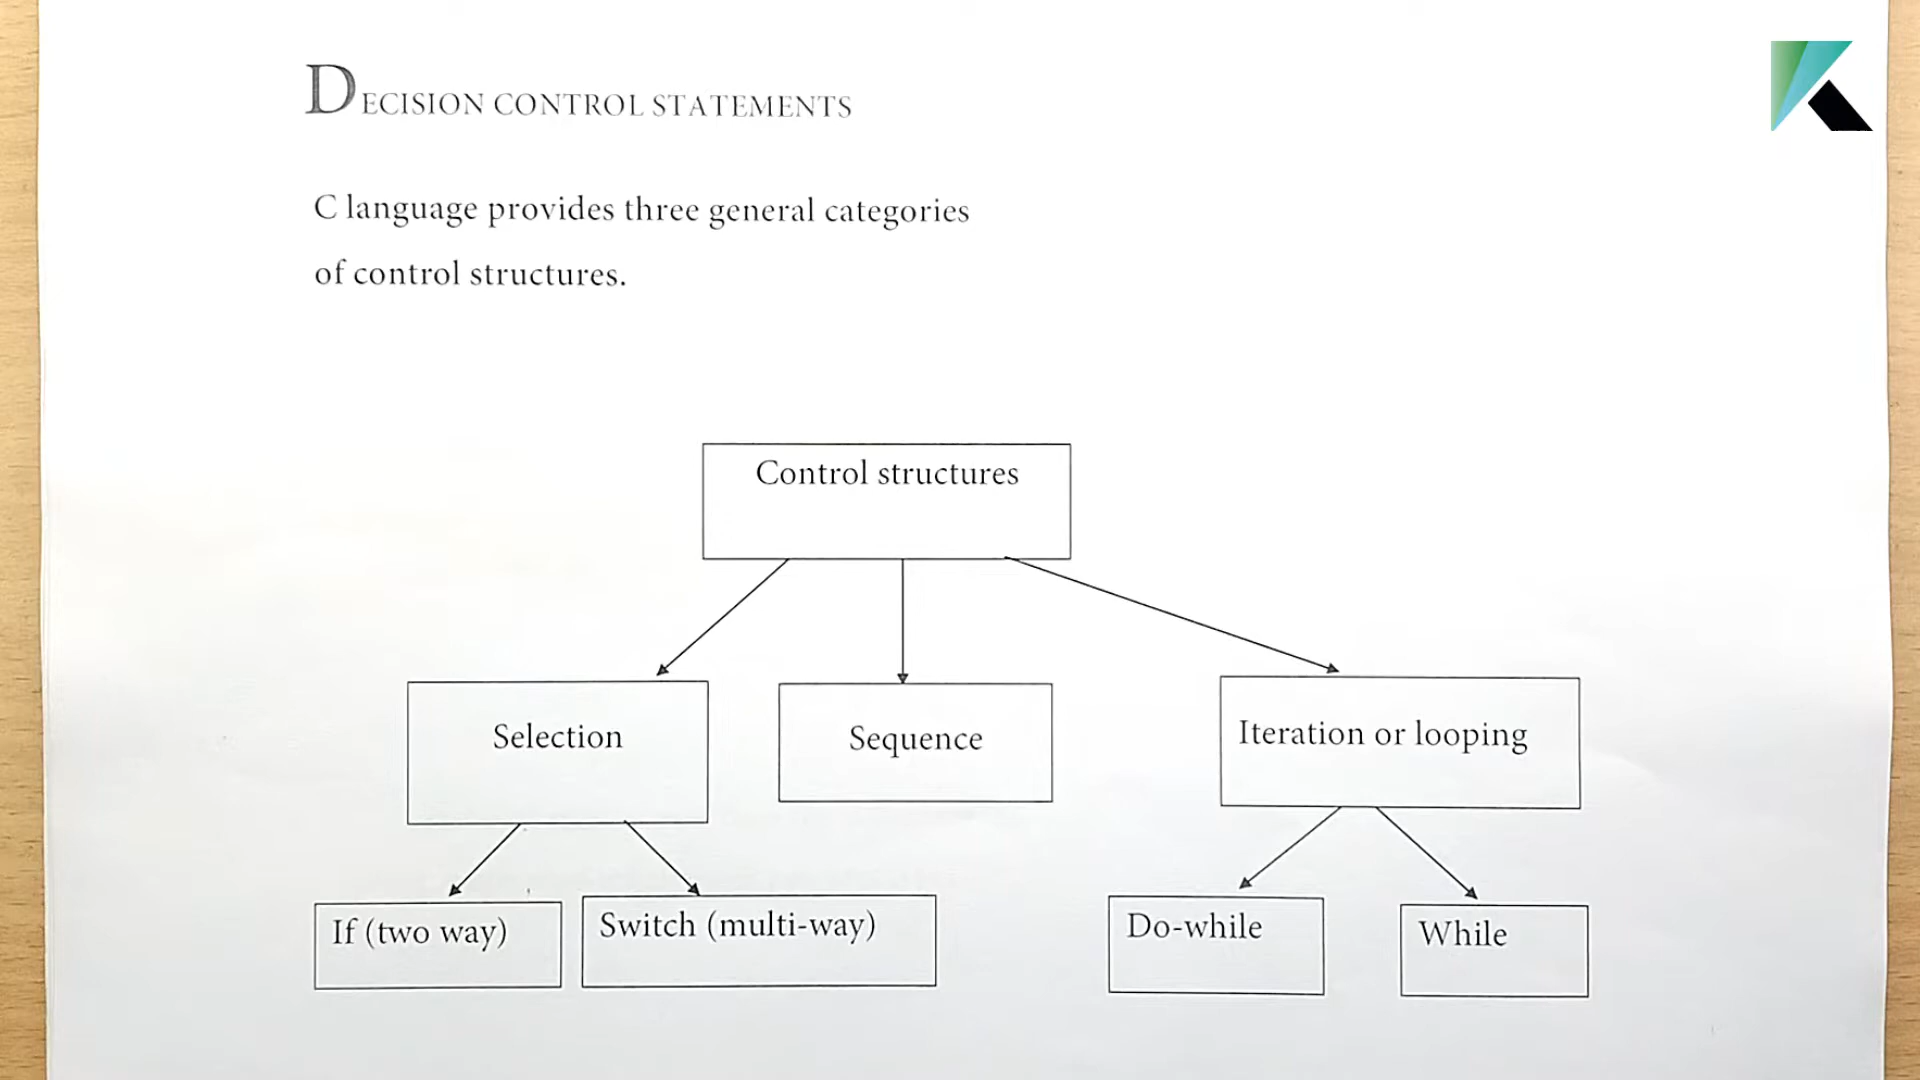 DECISION CONTROL STATEMENTS
C language provides three general categories
of control structures.
Control structures
Selection
Sequence
Iteration or looping
If (two way)
Switch (multi-way)
Do-while
While